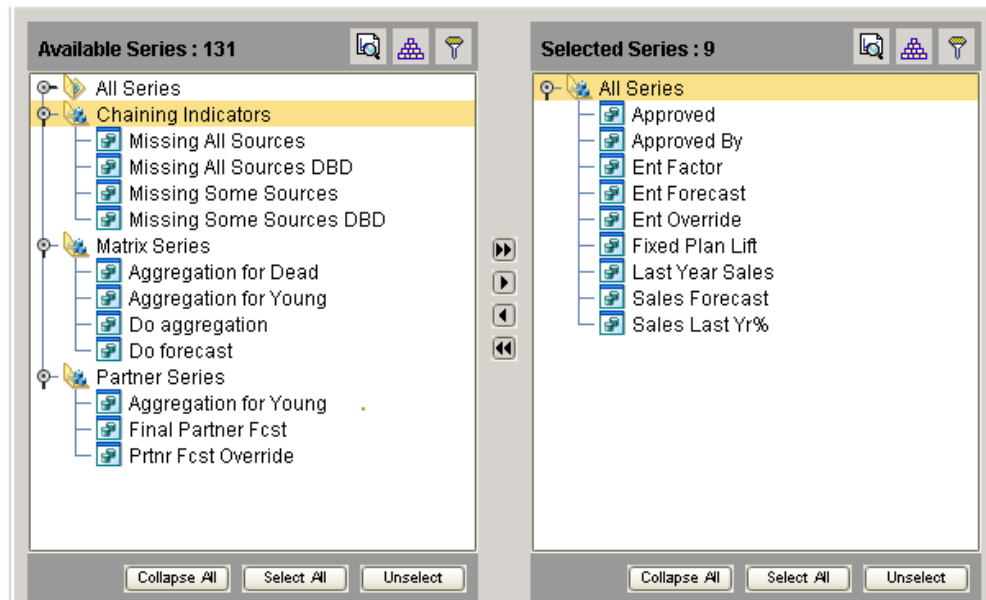 Available Series : 131
All Series
Chaining Indicators
Missing All Sources
Missing All Sources DBD
Missing Some Sources
Missing Some Sources DBD
Matrix Series
Aggregation for Dead
Aggregation for Young
Do aggregation
Do forecast
Partner Series
Aggregation for Young
Final Partner Fcst
Prtnr Fcst Override
Collapse All Select All Unselect
Selected Series : 9
All Series
Approved
Approved By
Ent Factor
Ent Forecast
Ent Override
Fixed Plan Lift
Last Year Sales
Sales Forecast
Sales Last Yr%
Collapse All Select All Unselect